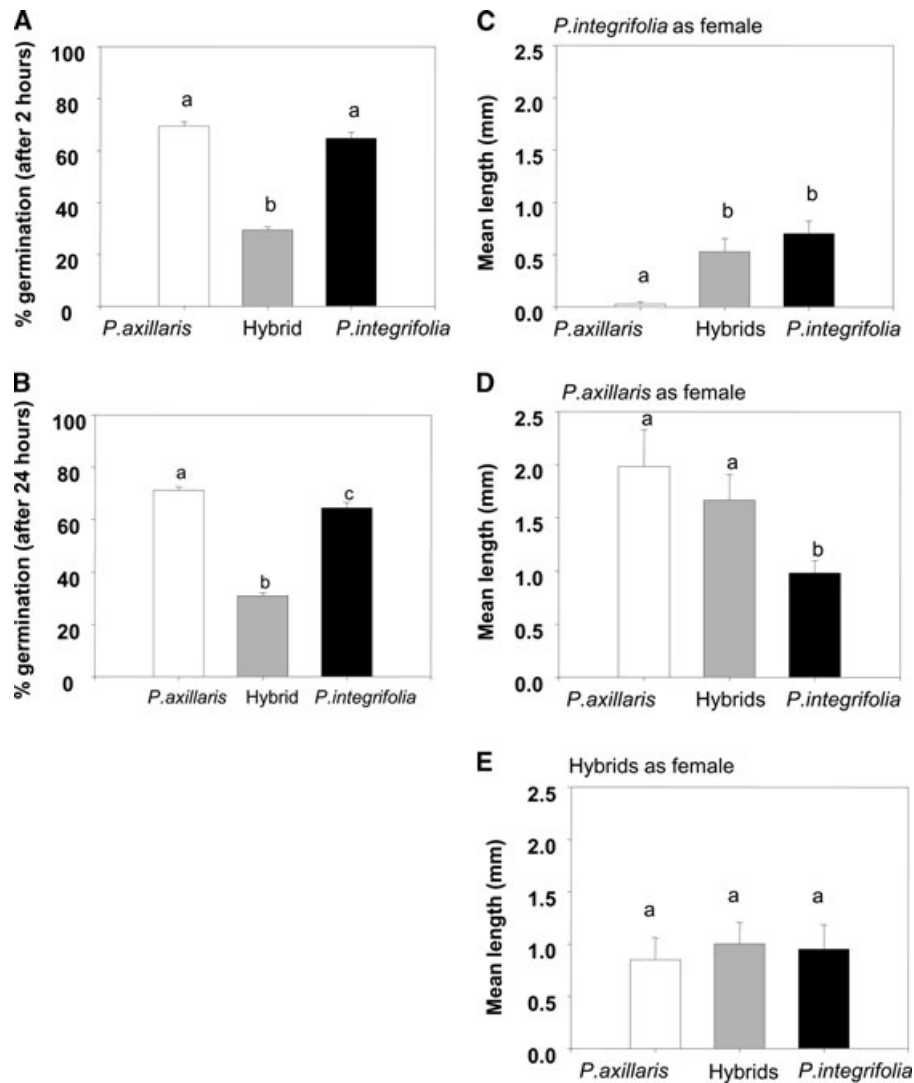 A
% germination (after 2 hours)
100
80
60
40
20
0
a
b
a
P.axillaris Hybrid P.integrifolia
B
% germination (after 24 hours)
100
80
60
40
20
0
a
b
c
P.axillaris Hybrid P.integrifolia
C
P.integrifolia as female
Mean length (mm)
2.5
2.0
1.5
1.0
0.5
0.0
a
b
b
P.axillaris Hybrids P.integrifolia
D
P.axillaris as female
Mean length (mm)
2.5
2.0
1.5
1.0
0.5
0.0
a
a
b
P.axillaris Hybrids P.integrifolia
E
Hybrids as female
Mean length (mm)
2.5
2.0
1.5
1.0
0.5
0.0
a
a
a
P.axillaris Hybrids P.integrifolia